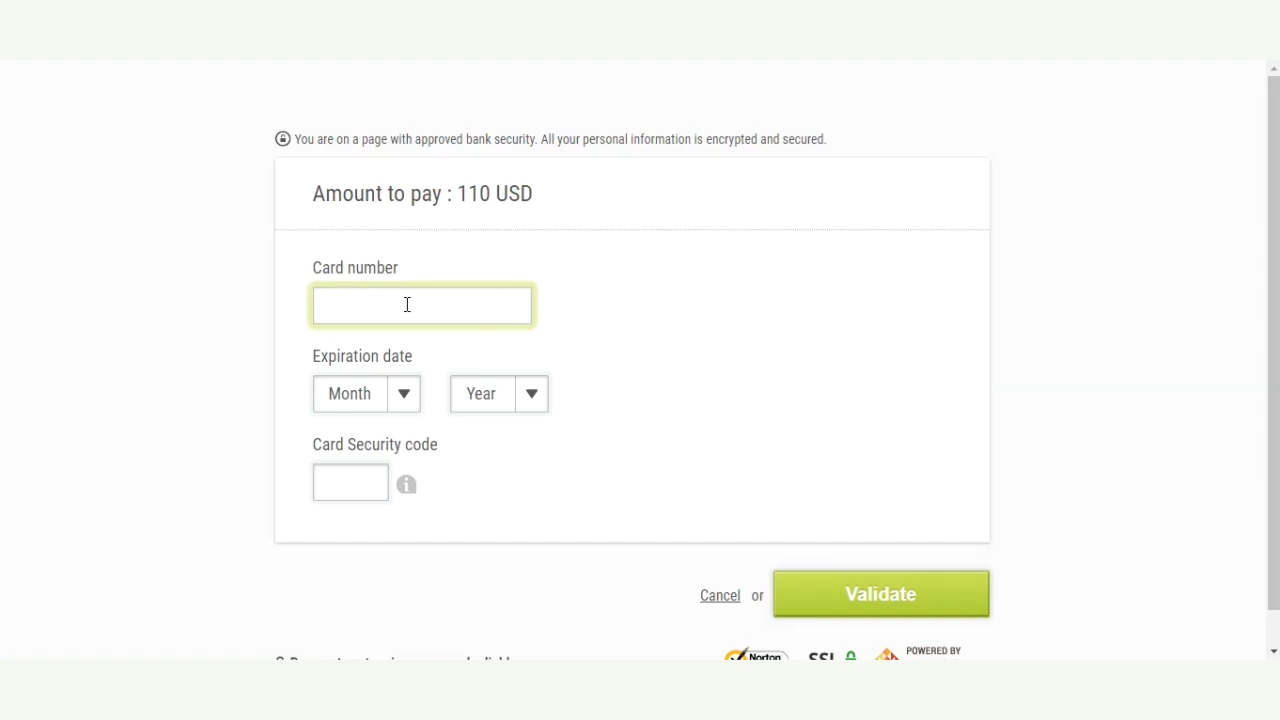 You are on a page with approved bank security. All your personal information is encrypted and secured.
Amount to pay : 110 USD
Card number
Expiration date
Month
Year
Card Security code
Cancel or
Validate
Norton
SSL
POWERED BY